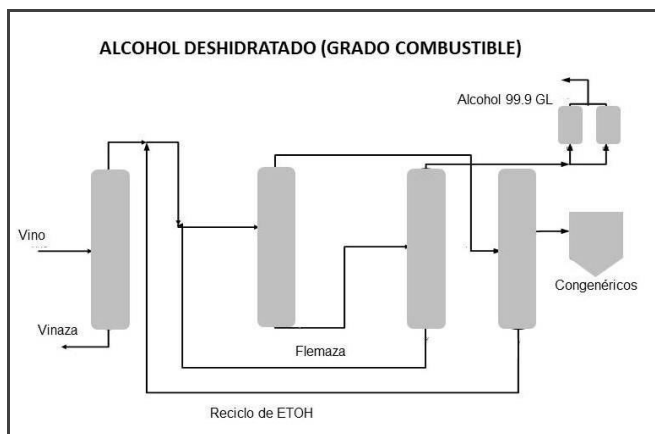 ALCOHOL DESHIDRATADO (GRADO COMBUSTIBLE)
Alcohol 99.9 GL
Vino
Congenéricos
Vinaza
Flemaza
Reciclo de ETOH